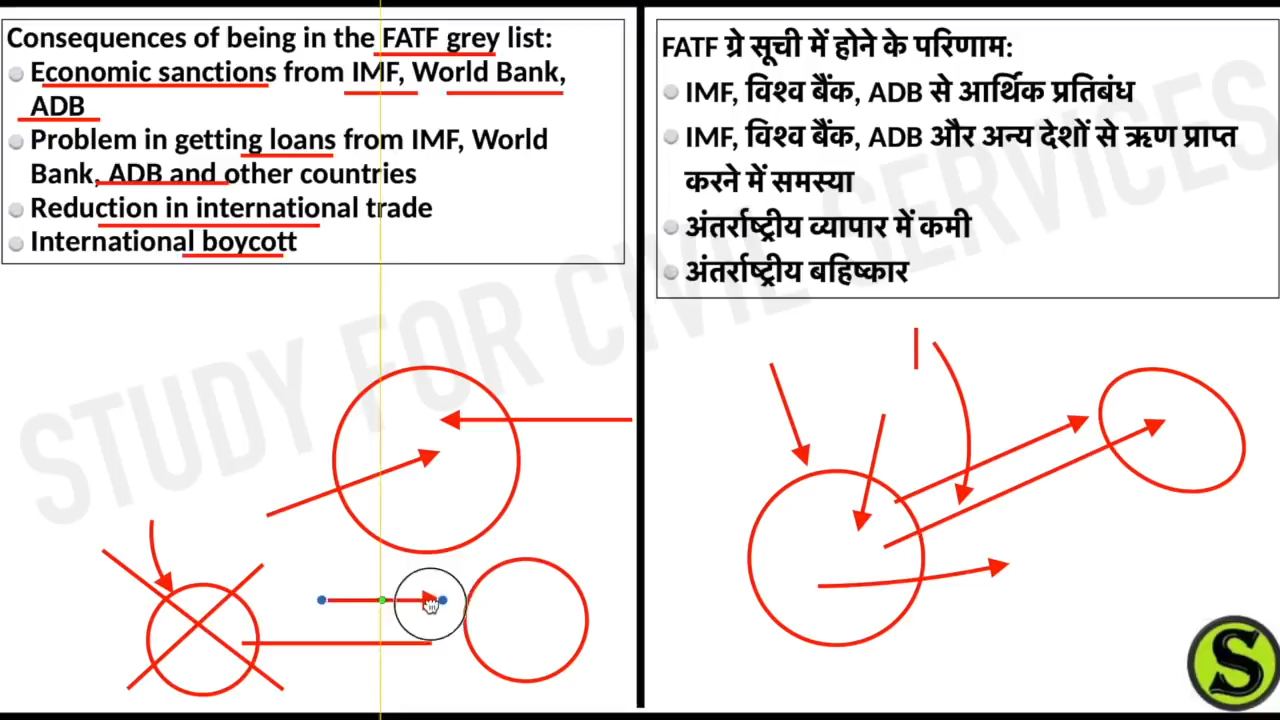 Consequences of being in the FATF grey list:
Economic sanctions from IMF, World Bank,
ADB
Problem in getting loans from IMF, World
Bank, ADB and other countries
Reduction in international trade
International boycott
FATF ग्रे सूची में होने के परिणाम:
IMF, विश्व बैंक, ADB से आर्थिक प्रतिबंध
IMF, विश्व बैंक, ADB और अन्य देशों से ऋण प्राप्त
करने में समस्या
अंतर्राष्ट्रीय व्यापार में कमी
अंतर्राष्ट्रीय बहिष्कार
STUDY FOR CIVIL SERVICES
S